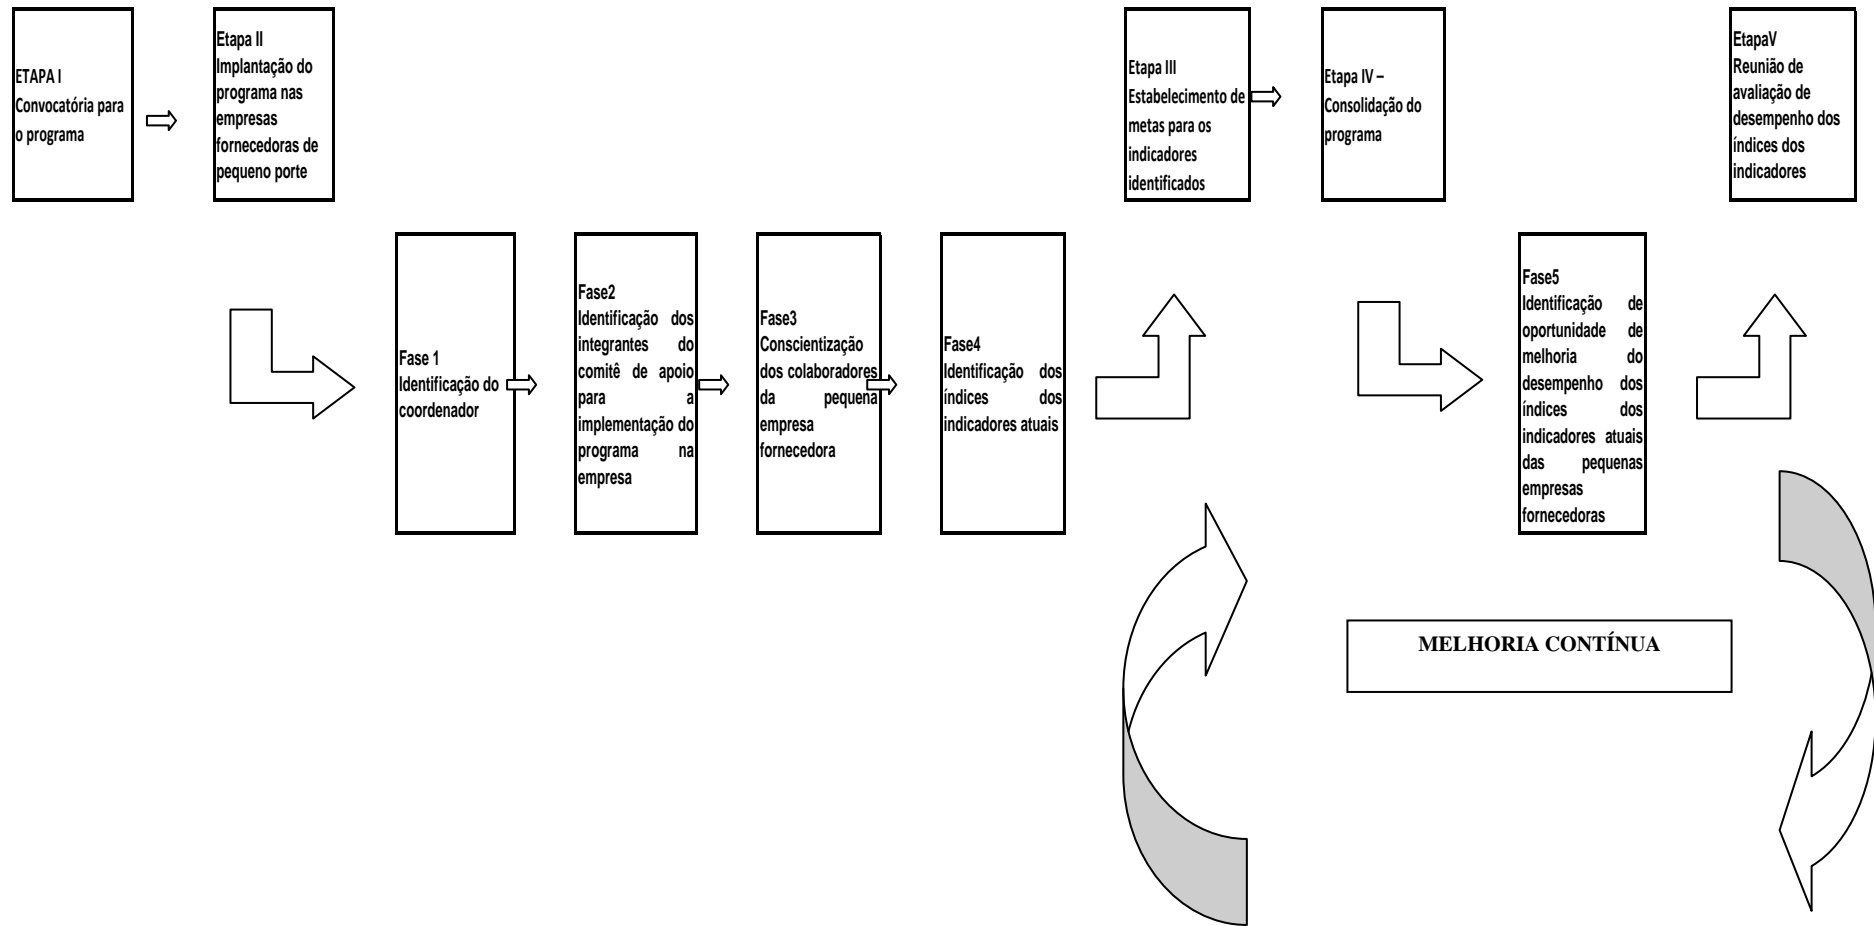 ETAPA I
Convocatória para
o programa
Etapa II
Implantação do
programa nas
empresas
fornecedoras de
pequeno porte
Fase 1
Identificação do
coordenador
Fase2
Identificação dos
integrantes do
comitê de apoio
para a
implementação do
programa na
empresa
Fase3
Conscientização
dos colaboradores
da pequena
empresa
fornecedora
Fase4
Identificação dos
índices dos
indicadores atuais
Etapa III
Estabelecimento de
metas para os
indicadores
identificados
Etapa IV –
Consolidação do
programa
Fase5
Identificação de
oportunidade de
melhoria do
desempenho dos
índices dos
indicadores atuais
das pequenas
empresas
fornecedoras
EtapaV
Reunião de
avaliação de
desempenho dos
índices dos
indicadores
MELHORIA CONTÍNUA